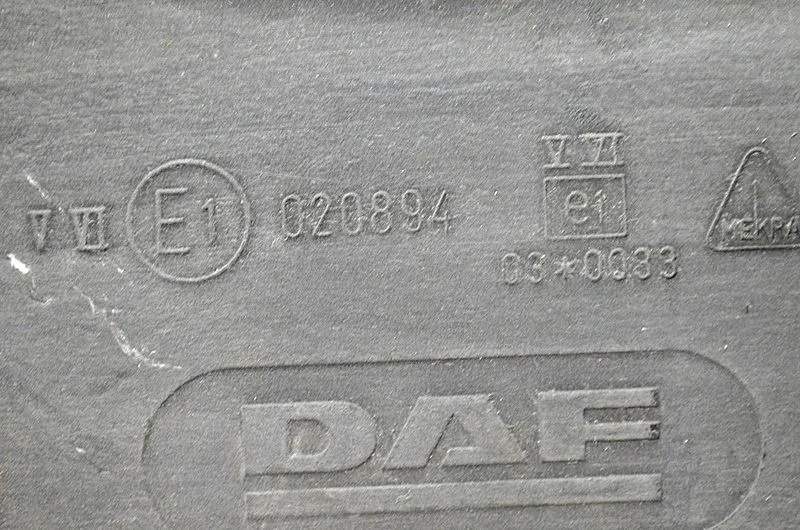 V VI E1 020894
V VI
e1
03*0033
MEKRA
DAF